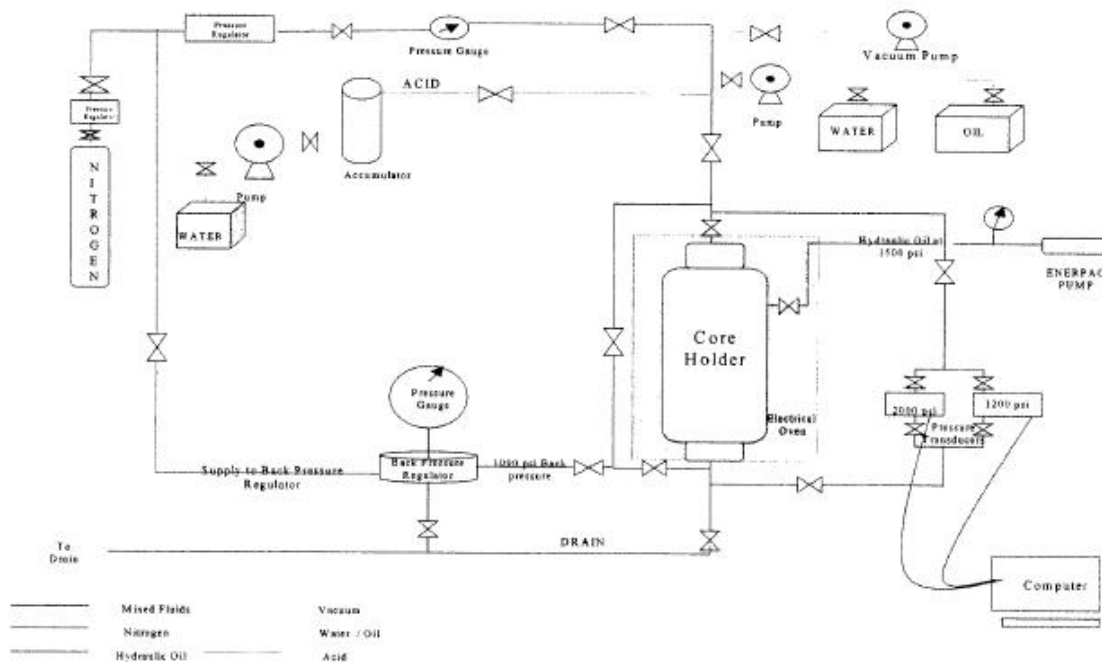 Pressure
Regulator
Pressure Gauge
Vacuum Pump
ACID
Pressure
Regulator
Pump
WATER
OIL
NITROGEN
Accumulator
Pump
WATER
Hydraulic Oil at
1500 psi
ENERPAC
PUMP
Core
Holder
Pressure
Gauge
2000 psi
1200 psi
Electrical
Oven
Pressure
Transducers
Back Pressure
Regulator
1000 psi Back
pressure
Supply to Back Pressure
Regulator
To
Drain
DRAIN
Computer
Mixed Fluids
Vacuum
Nitrogen
Water / Oil
Hydraulic Oil
Acid